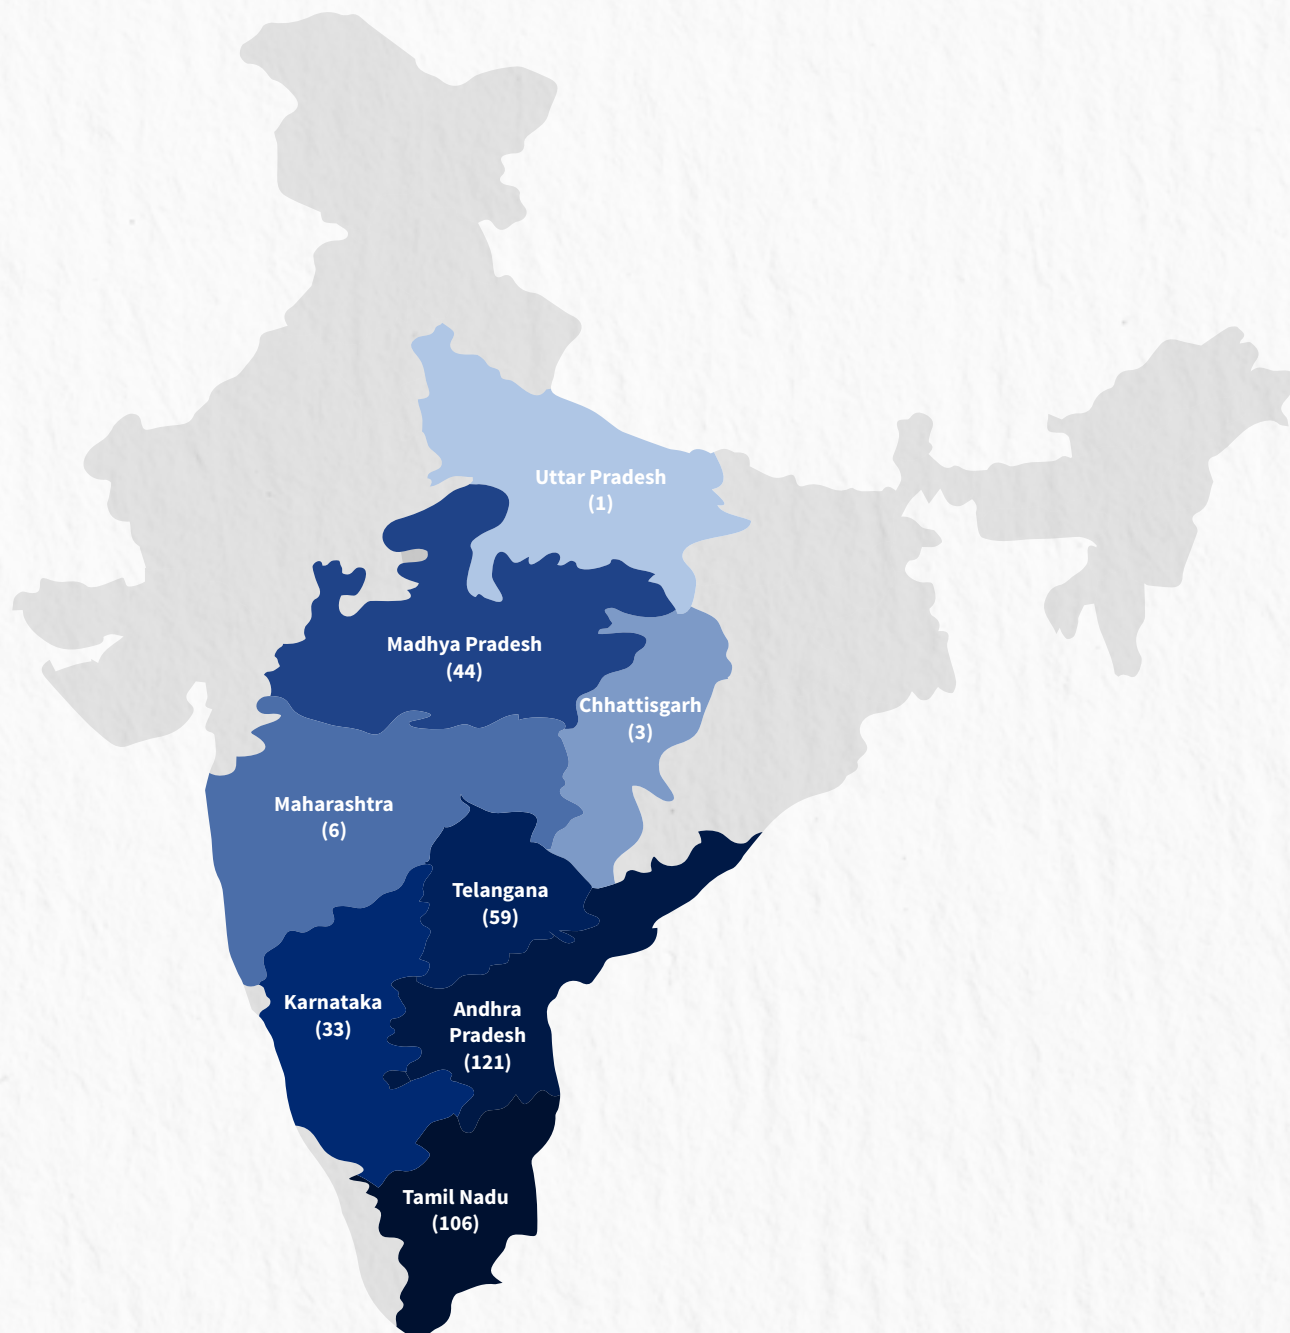 Uttar Pradesh
(1)
Madhya Pradesh
(44)
Chhattisgarh
(3)
Maharashtra
(6)
Telangana
(59)
Karnataka
(33)
Andhra
Pradesh
(121)
Tamil Nadu
(106)